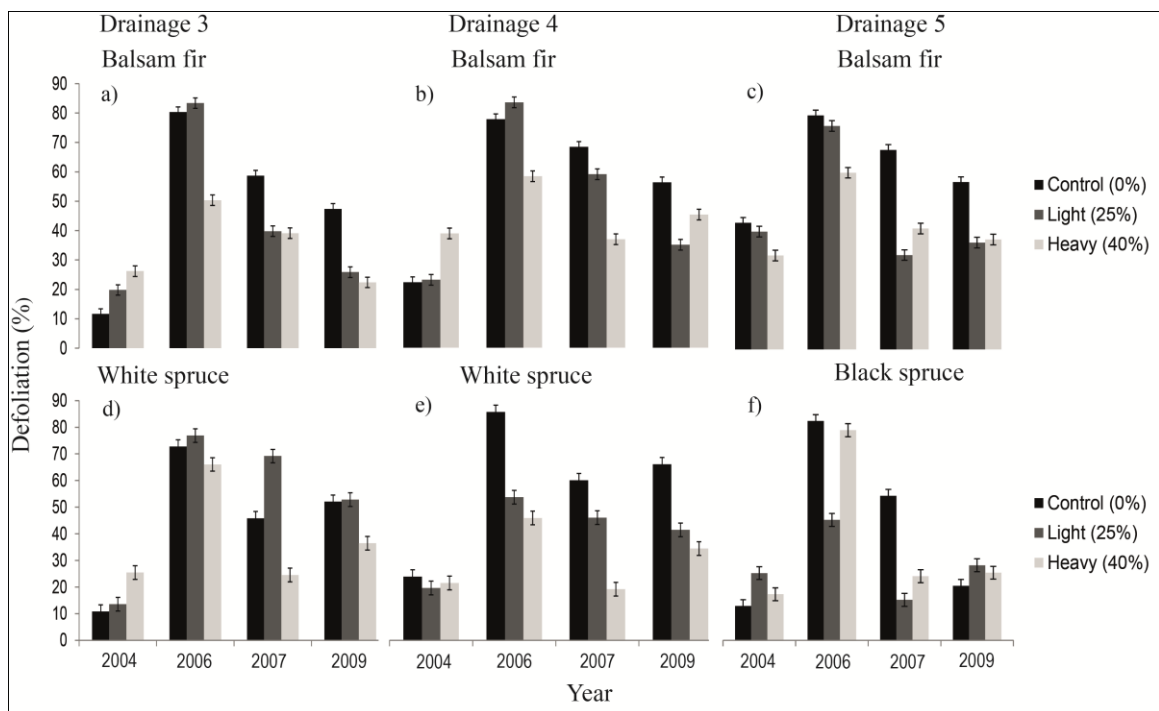 Drainage 3 Drainage 4 Drainage 5
Balsam fir Balsam fir Balsam fir
a) b) c)
90
80
70
60
50
40
30
20
10
0
Control (0%)
Light (25%)
Heavy (40%)
Defoliation (%)
White spruce White spruce Black spruce
d) e) f)
90
80
70
60
50
40
30
20
10
0
Control (0%)
Light (25%)
Heavy (40%)
2004 2006 2007 2009 2004 2006 2007 2009 2004 2006 2007 2009
Year